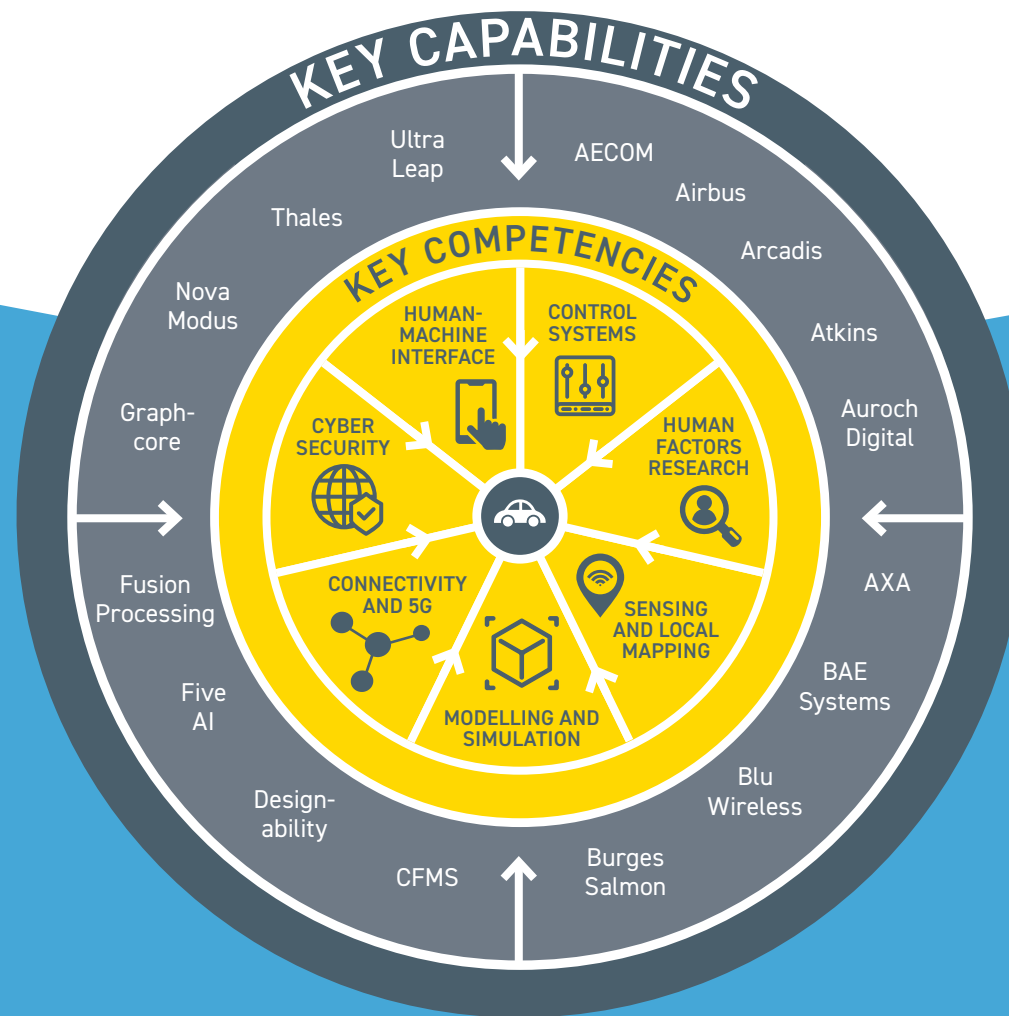 KEY CAPABILITIES
Ultra
Leap
AECOM
Airbus
Arcadis
Atkins
Auroch
Digital
AXA
BAE
Systems
Blu
Wireless
Burges
Salmon
CFMS
Design-
ability
Five
AI
Fusion
Processing
Graph-
core
Nova
Modus
Thales
KEY COMPETENCIES
HUMAN-
MACHINE
INTERFACE
CONTROL
SYSTEMS
HUMAN
FACTORS
RESEARCH
SENSING
AND LOCAL
MAPPING
MODELLING AND
SIMULATION
CONNECTIVITY
AND 5G
CYBER
SECURITY